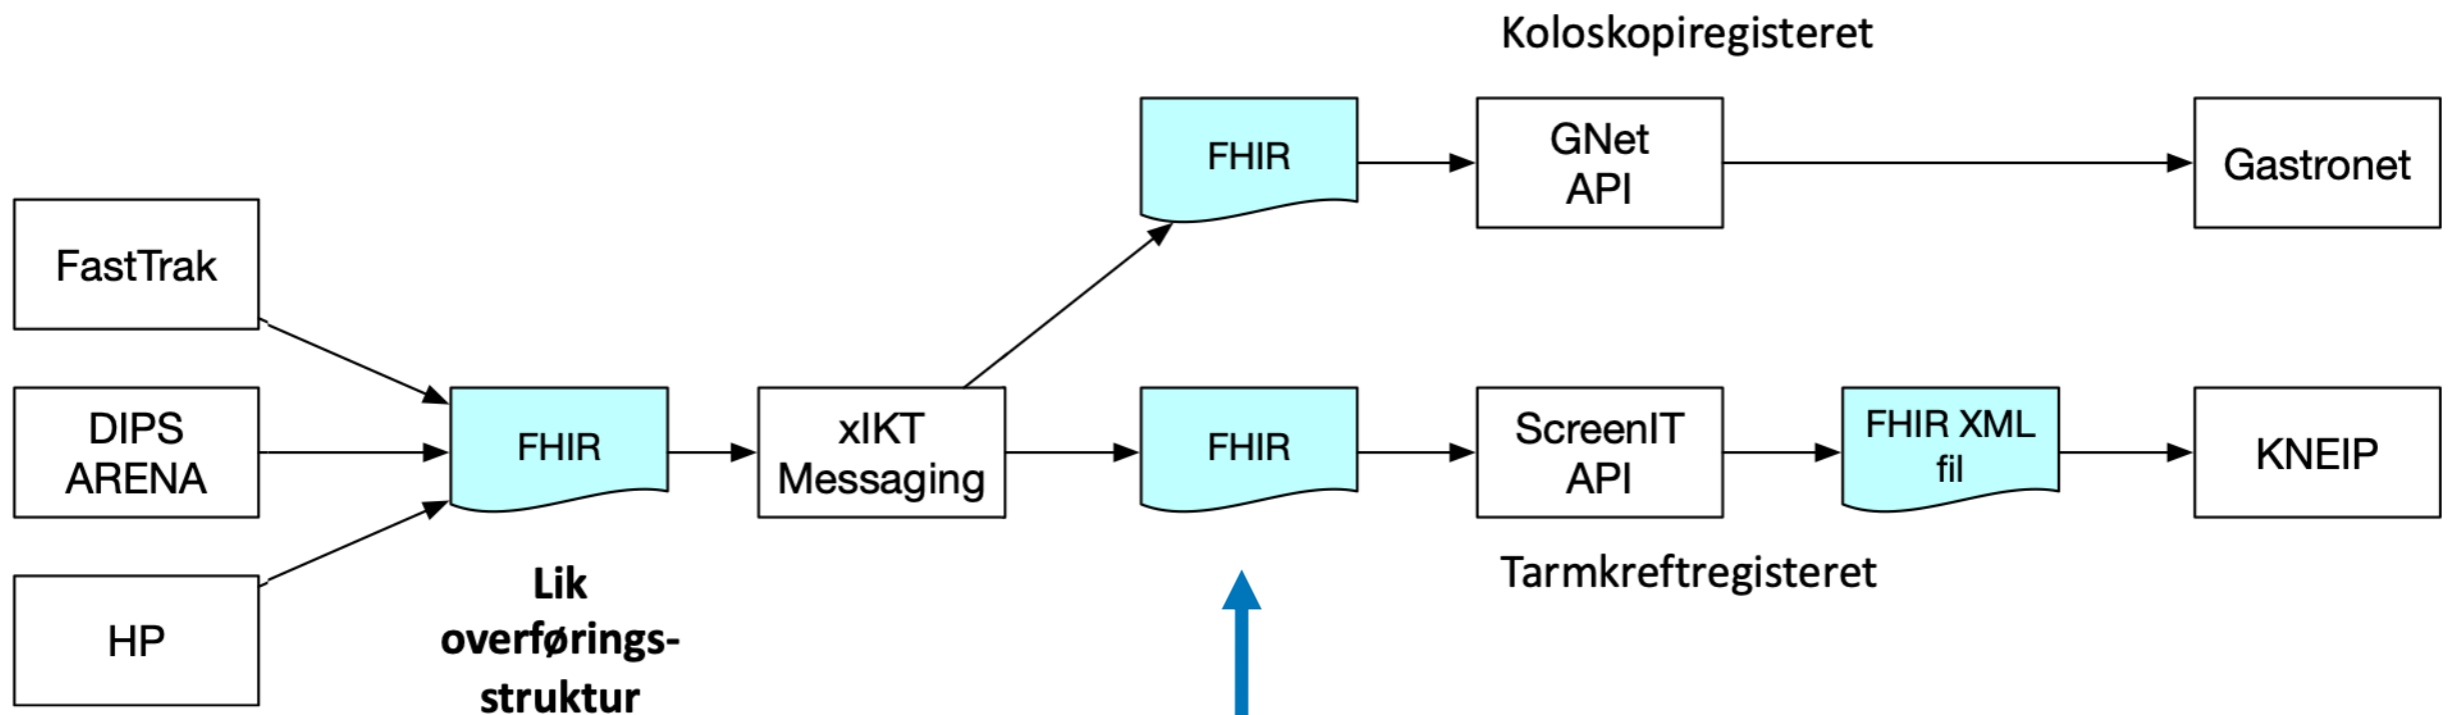 Koloskopiregisteret
FHIR
GNet
API
Gastronet
FastTrak
DIPS
ARENA
FHIR
xIKT
Messaging
FHIR
ScreenIT
API
FHIR XML
fil
KNEIP
HP
Lik
overførings-
struktur
Tarmkreftregisteret